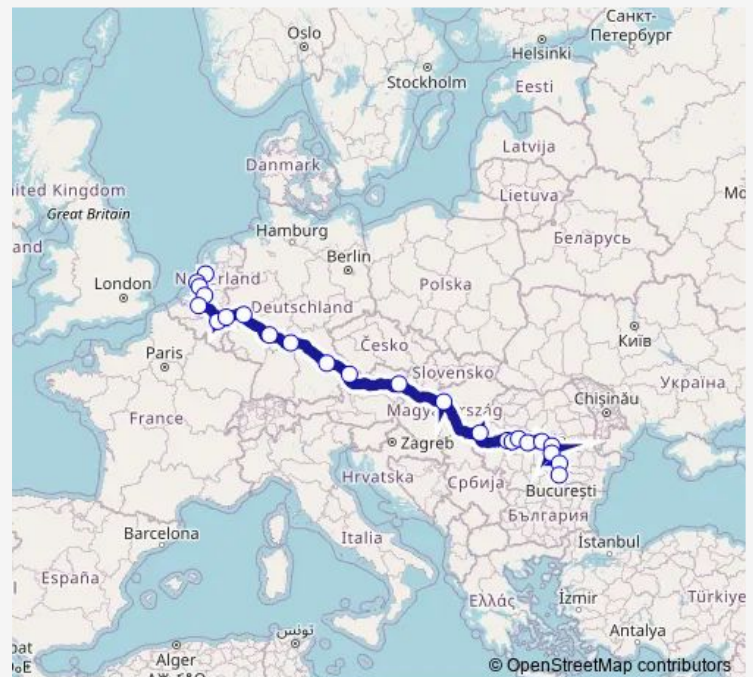 Санкт-
Петербург
Oslo
Helsinki
Stockholm
Eesti
Latvija
Danmark
Lietuva
ited Kingdom
Great Britain
Hamburg
Беларусь
and
Berlin
London
Deutschland
Polska
Київ
Paris
Česko
Slovensko
Україна
Chișinău
France
Zagreb
Hrvatska
Србија
București
България
Barcelona
Italia
İstanbul
España
Ελλάς
İzmir
Türkiye
Antalya
تونس
Alger
© OpenStreetMap contributors